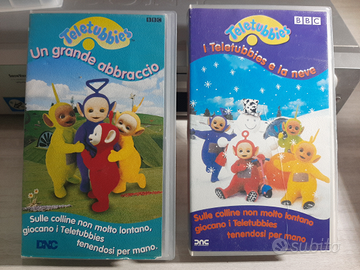 BBC
Teletubbies
Un grande abbraccio
Sulle colline non molto lontano,
giocano i Teletubbies
tenendosi per mano.
DNC
Teletubbies
BBC
i Teletubbies e la neve
Sulle colline non molto lontano
giocano i Teletubbies
tenendosi per mano.
DNC
subito